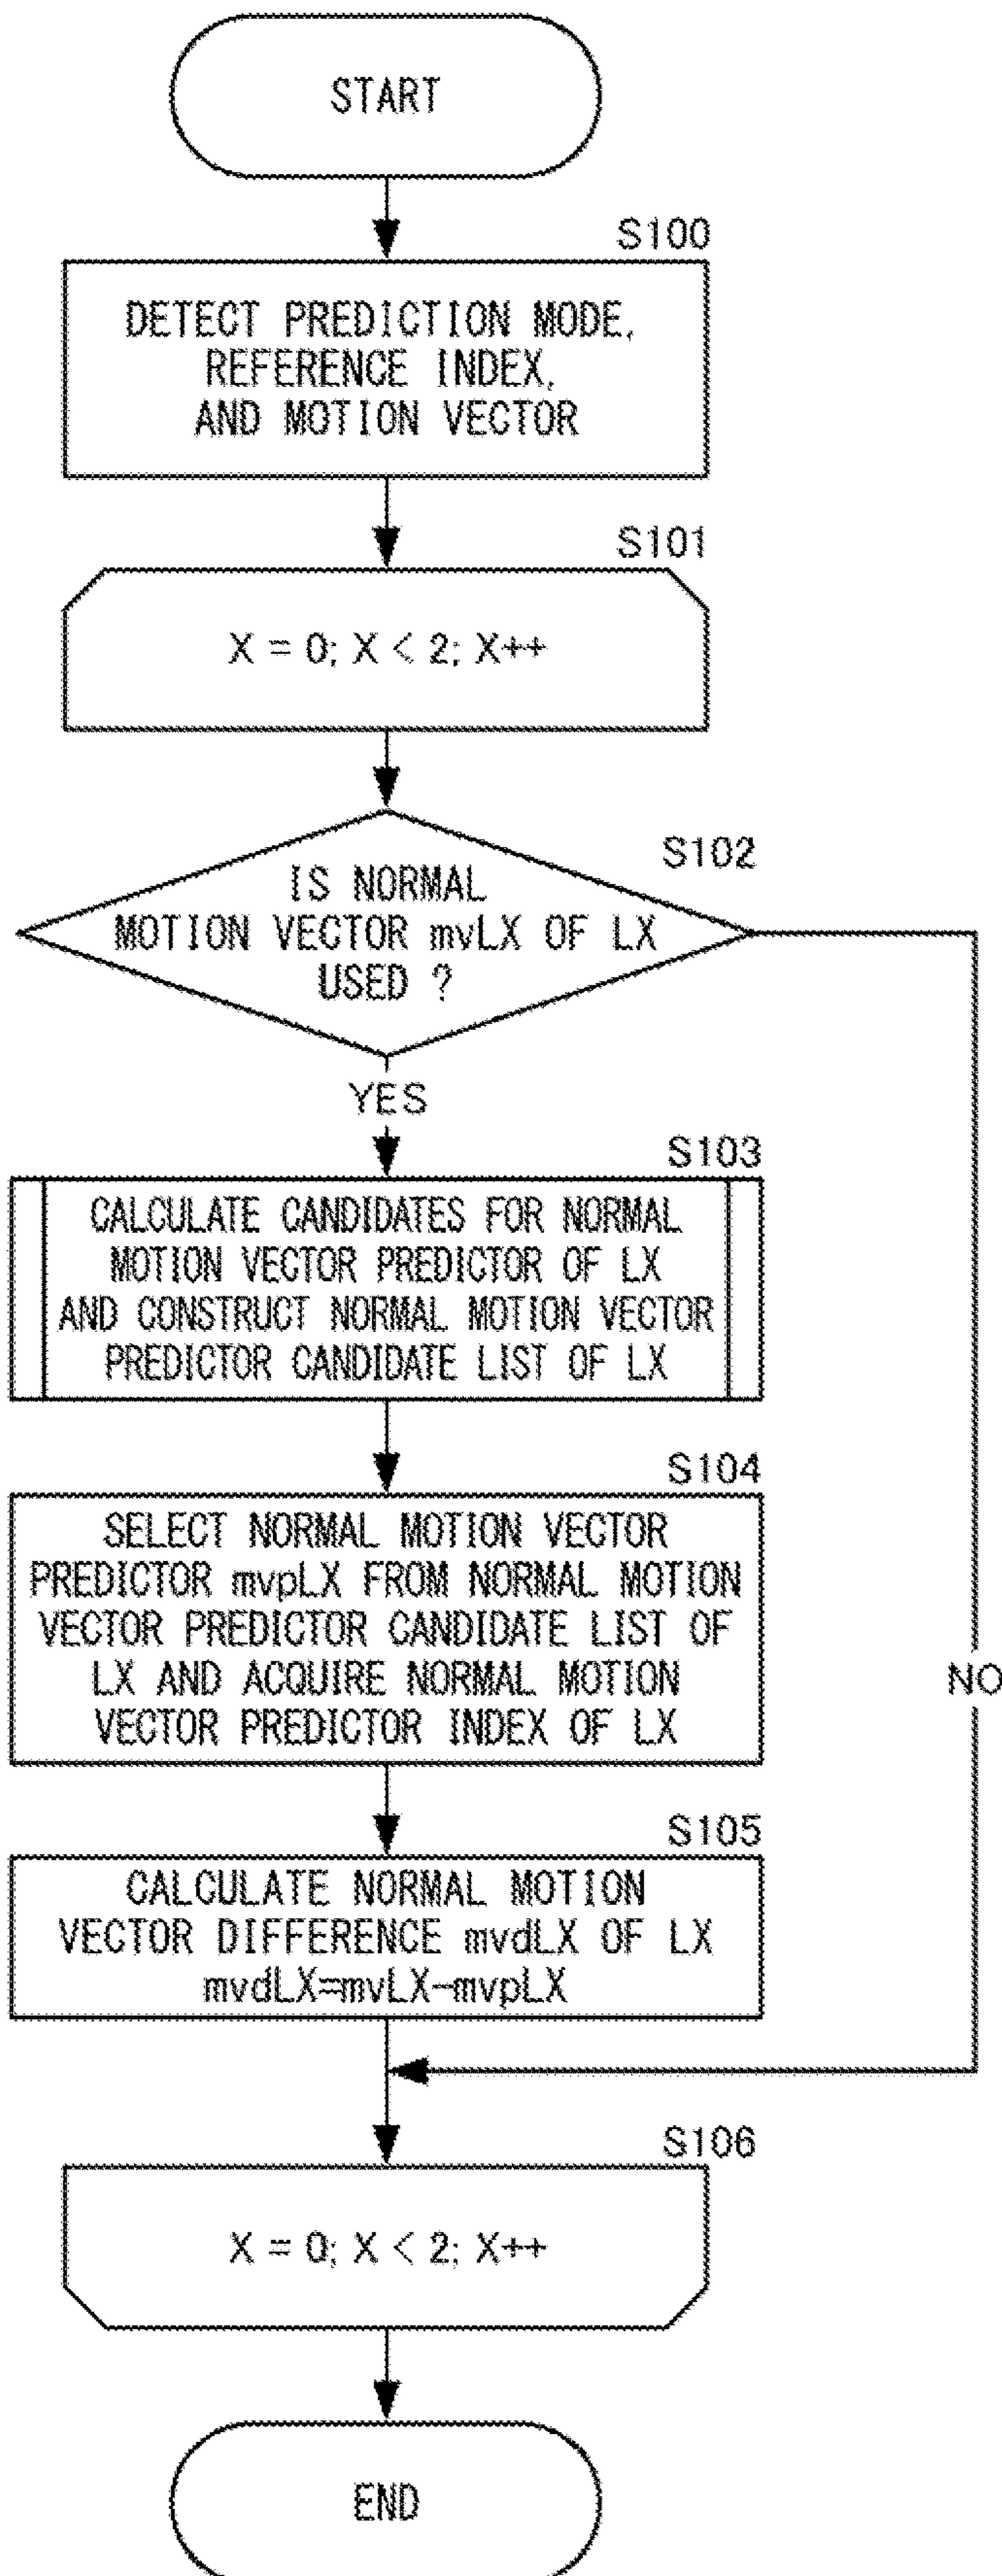 START
S100
DETECT PREDICTION MODE,
REFERENCE INDEX,
AND MOTION VECTOR
S101
X = 0; X < 2; X++
S102
IS NORMAL
MOTION VECTOR mvLX OF LX
USED ?
YES
S103
CALCULATE CANDIDATES FOR NORMAL
MOTION VECTOR PREDICTOR OF LX
AND CONSTRUCT NORMAL MOTION VECTOR
PREDICTOR CANDIDATE LIST OF LX
S104
SELECT NORMAL MOTION VECTOR
PREDICTOR mvpLX FROM NORMAL MOTION
VECTOR PREDICTOR CANDIDATE LIST OF
LX AND ACQUIRE NORMAL MOTION
VECTOR PREDICTOR INDEX OF LX
NO
S105
CALCULATE NORMAL MOTION
VECTOR DIFFERENCE mvdLX OF LX
mvdLX=mvLX-mvpLX
S106
X = 0; X < 2; X++
END